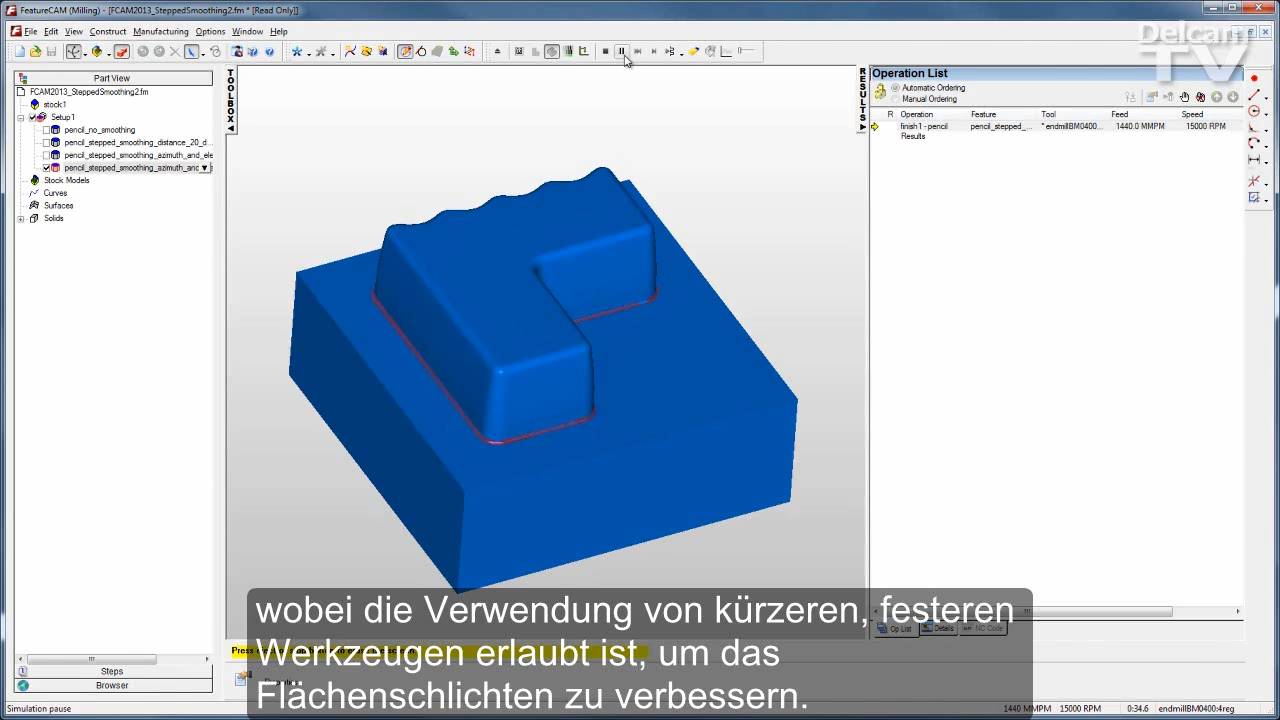 FeatureCAM (Milling) - [FCAM2013_SteppedSmoothing2.fm * [Read Only]]
File Edit View Construct Manufacturing Options Window Help
Delcam
TV
Part View
FCAM2013_SteppedSmoothing2.fm
stock1
Setup1
pencil_no_smoothing
pencil_stepped_smoothing_distance_20_d...
pencil_stepped_smoothing_azimuth_and_ele
pencil_stepped_smoothing_azimuth_and
Stock Models
Curves
Surfaces
Solids
TOOLBOX
RESULTS
Operation List
Automatic Ordering
Manual Ordering
R Operation Feature Tool Feed Speed
finish1 - pencil pencil_stepped_... * endmillBM0400... 1440.0 MMPM 15000 RPM
Results
Op List Details NC Code
wobei die Verwendung von kürzeren, festeren
Werkzeugen erlaubt ist, um das
Flächenschlichten zu verbessern.
Steps
Browser
Simulation pause
1440 MMPM 15000 RPM 0:34.6 endmillBM0400:4reg